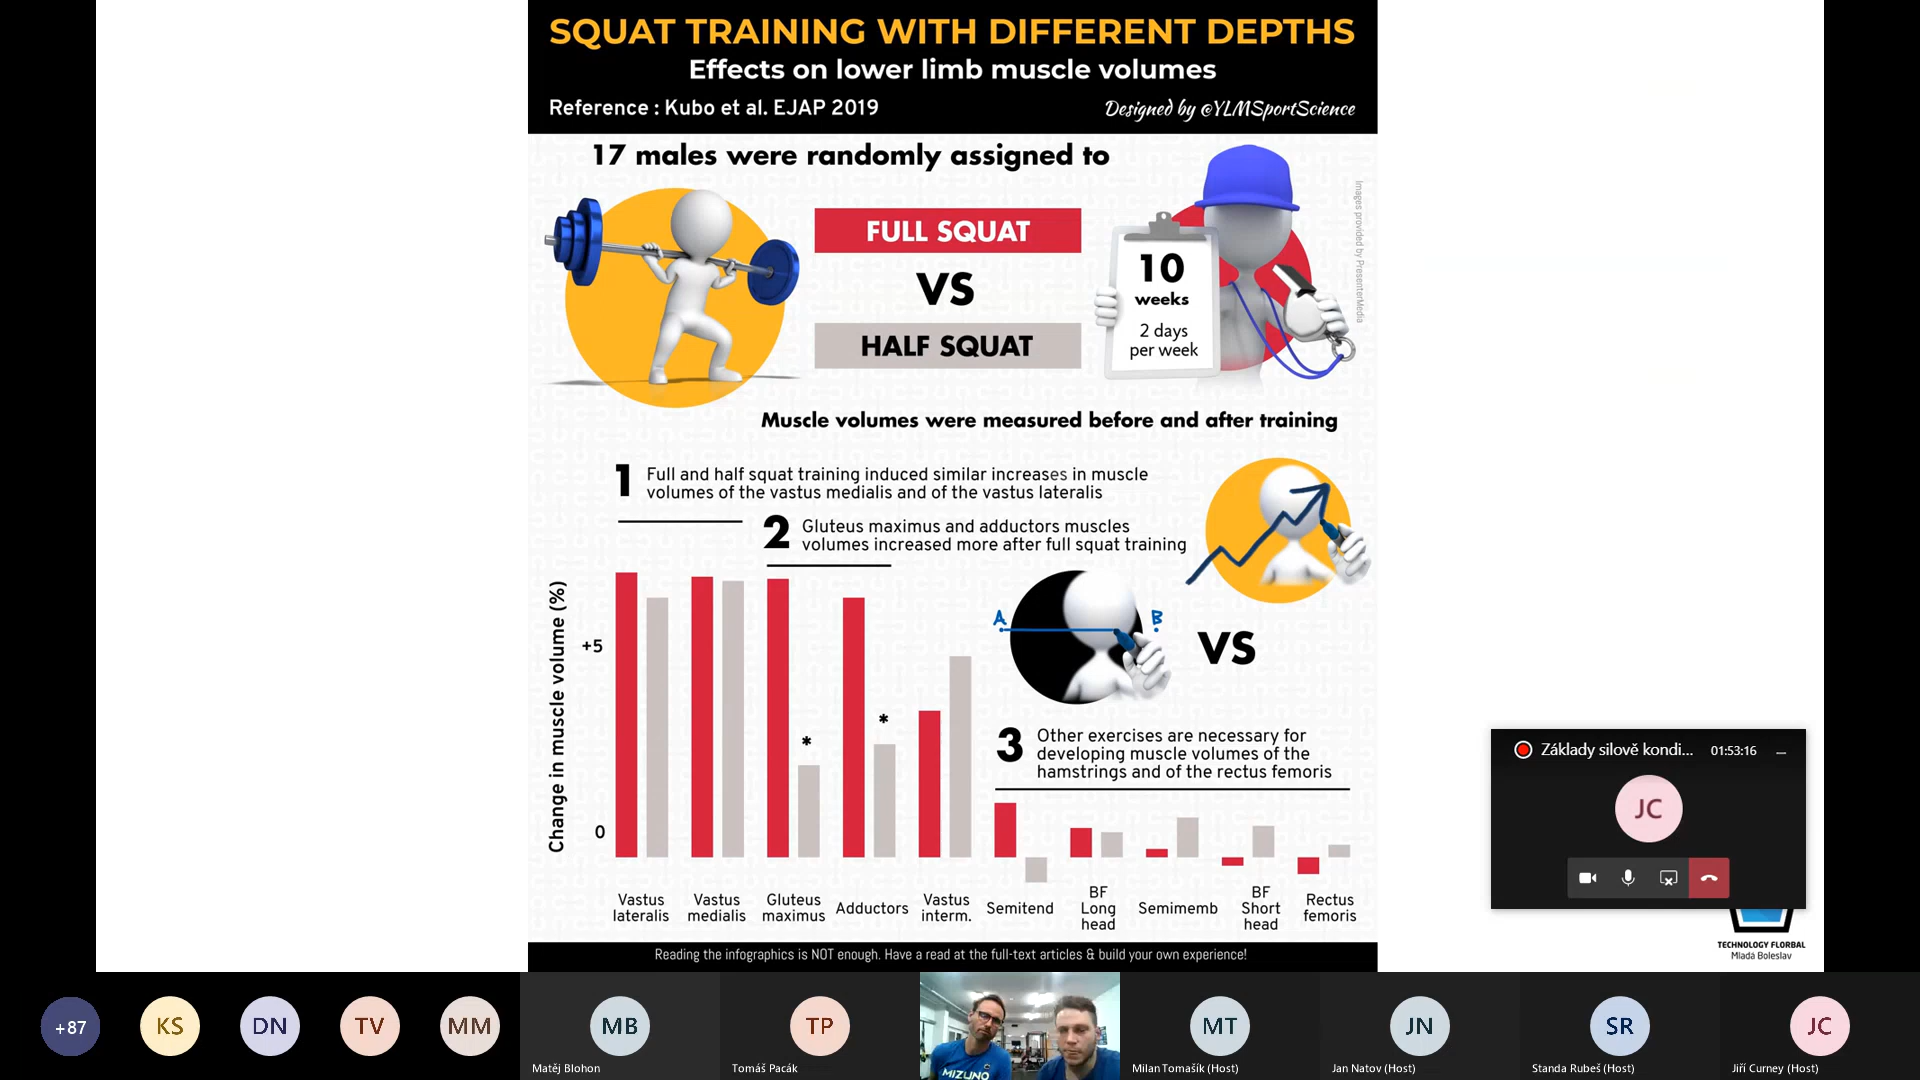 SQUAT TRAINING WITH DIFFERENT DEPTHS
Effects on lower limb muscle volumes
Reference : Kubo et al. EJAP 2019
Designed by @YLMSportScience
17 males were randomly assigned to
FULL SQUAT
VS
HALF SQUAT
10
weeks
2 days
per week
Images provided by PresenterMedia
Muscle volumes were measured before and after training
1 Full and half squat training induced similar increases in muscle
volumes of the vastus medialis and of the vastus lateralis
2 Gluteus maximus and adductors muscles
volumes increased more after full squat training
Change in muscle volume (%)
+5
0
*
*
A
B
VS
3 Other exercises are necessary for
developing muscle volumes of the
hamstrings and of the rectus femoris
Vastus
lateralis
Vastus
medialis
Gluteus
maximus
Adductors
Vastus
interm.
Semitend
BF
Long
head
Semimemb
BF
Short
head
Rectus
femoris
Reading the infographics is NOT enough. Have a read at the full-text articles & build your own experience!
Základy silově kondi...
01:53:16
JC
TECHNOLOGY FLORBAL
Mladá Boleslav
+87
KS
DN
TV
MM
MB
Matěj Blohon
TP
Tomáš Pacák
MIZUNO
MT
Milan Tomašík (Host)
JN
Jan Natov (Host)
SR
Standa Rubeš (Host)
JC
Jiří Curney (Host)